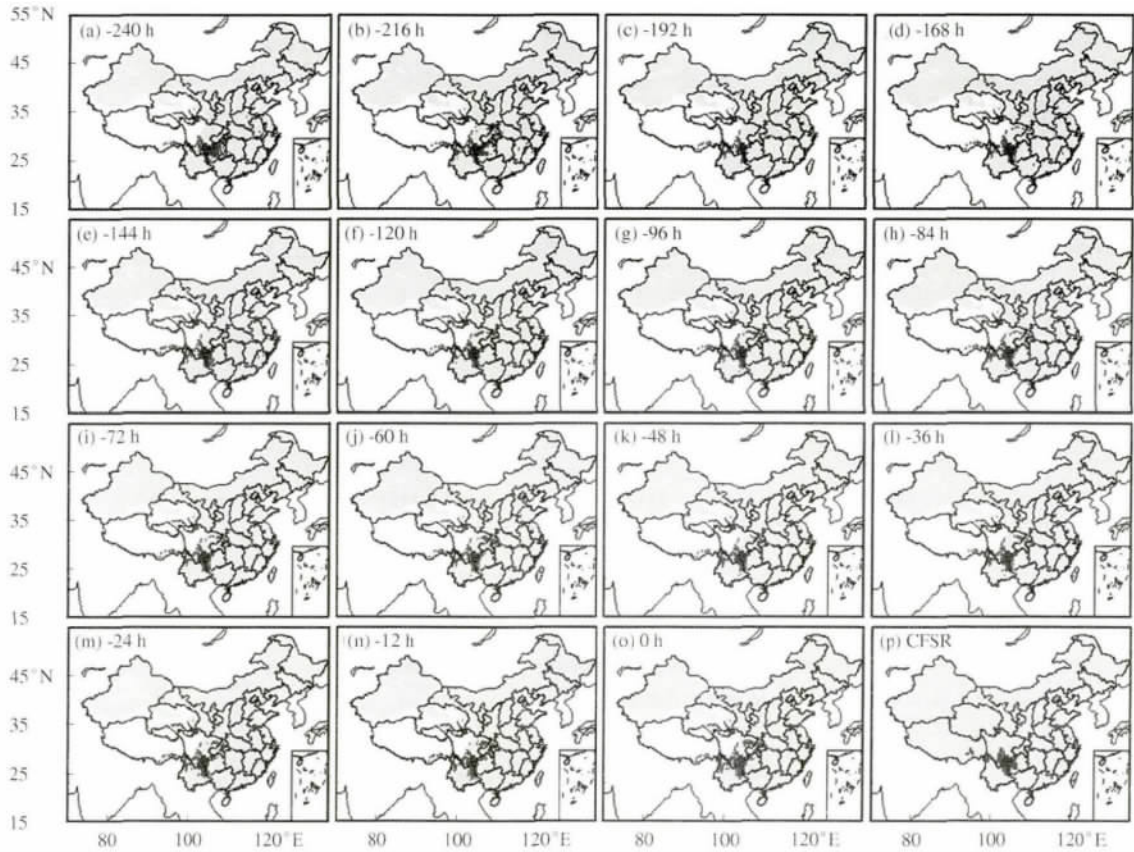 55°N
(a) -240 h (b) -216 h (c) -192 h (d) -168 h
45
35
25
15
(e) -144 h (f) -120 h (g) -96 h (h) -84 h
45°N
35
25
15
(i) -72 h (j) -60 h (k) -48 h (l) -36 h
45°N
35
25
15
(m) -24 h (n) -12 h (o) 0 h (p) CFSR
45°N
35
25
15
80 100 120°E 80 100 120°E 80 100 120°E 80 100 120°E